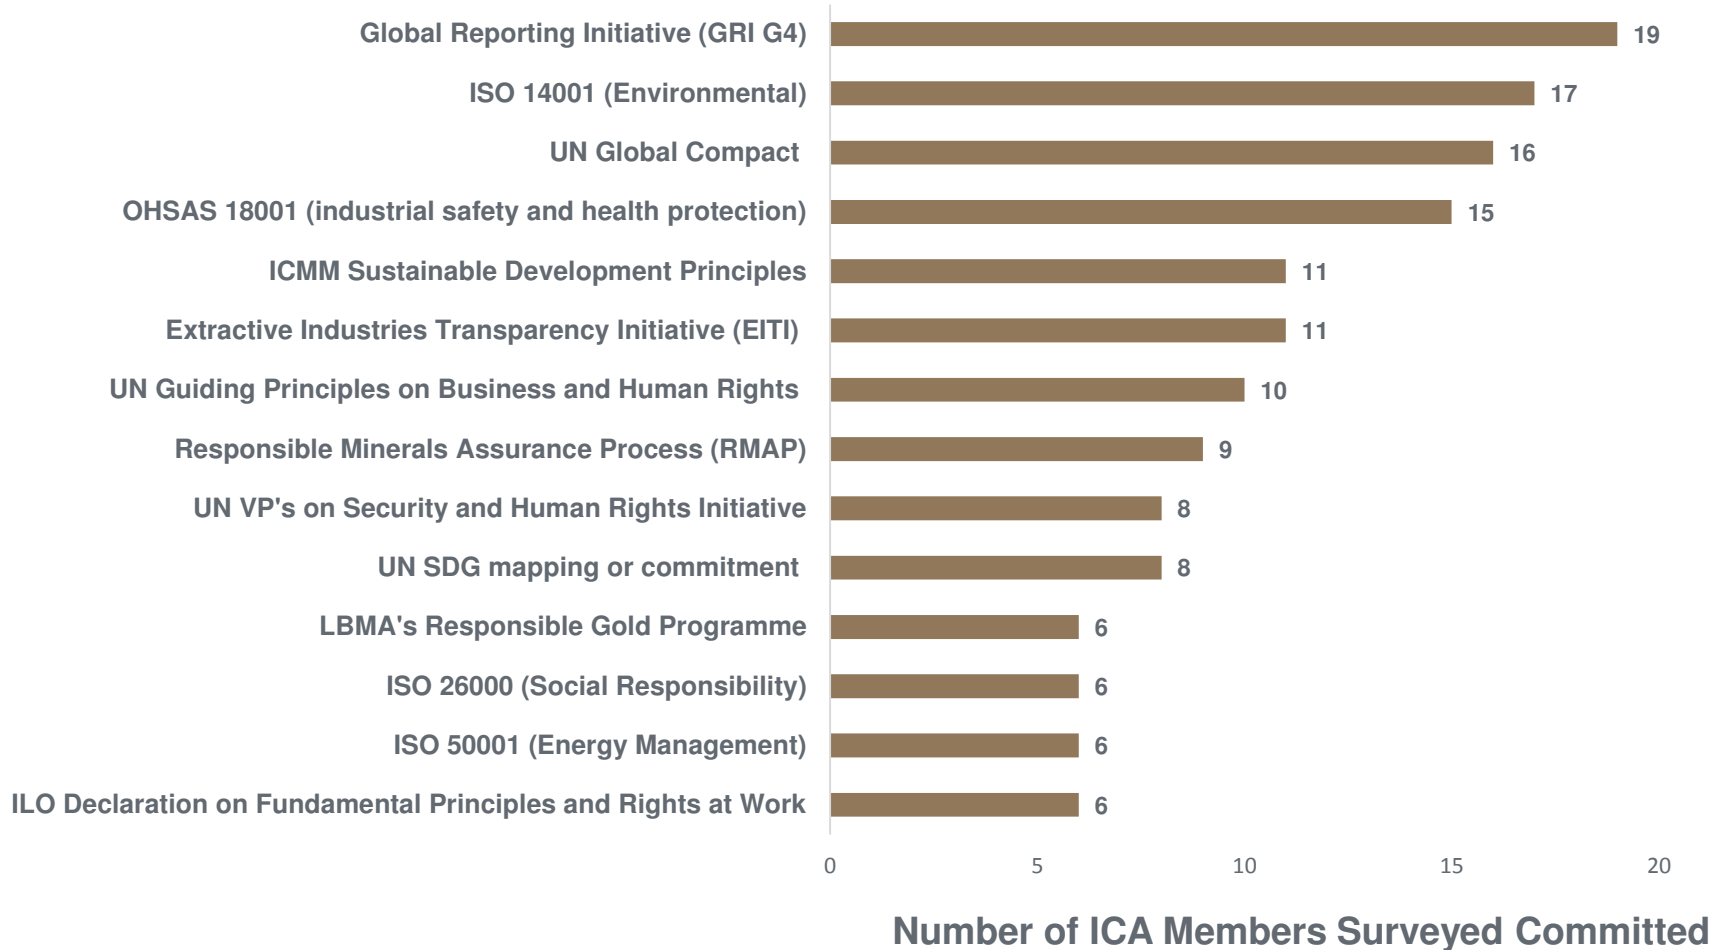 Global Reporting Initiative (GRI G4) 19
ISO 14001 (Environmental) 17
UN Global Compact 16
OHSAS 18001 (industrial safety and health protection) 15
ICMM Sustainable Development Principles 11
Extractive Industries Transparency Initiative (EITI) 11
UN Guiding Principles on Business and Human Rights 10
Responsible Minerals Assurance Process (RMAP) 9
UN VP's on Security and Human Rights Initiative 8
UN SDG mapping or commitment 8
LBMA's Responsible Gold Programme 6
ISO 26000 (Social Responsibility) 6
ISO 50001 (Energy Management) 6
ILO Declaration on Fundamental Principles and Rights at Work 6
0 5 10 15 20
Number of ICA Members Surveyed Committed